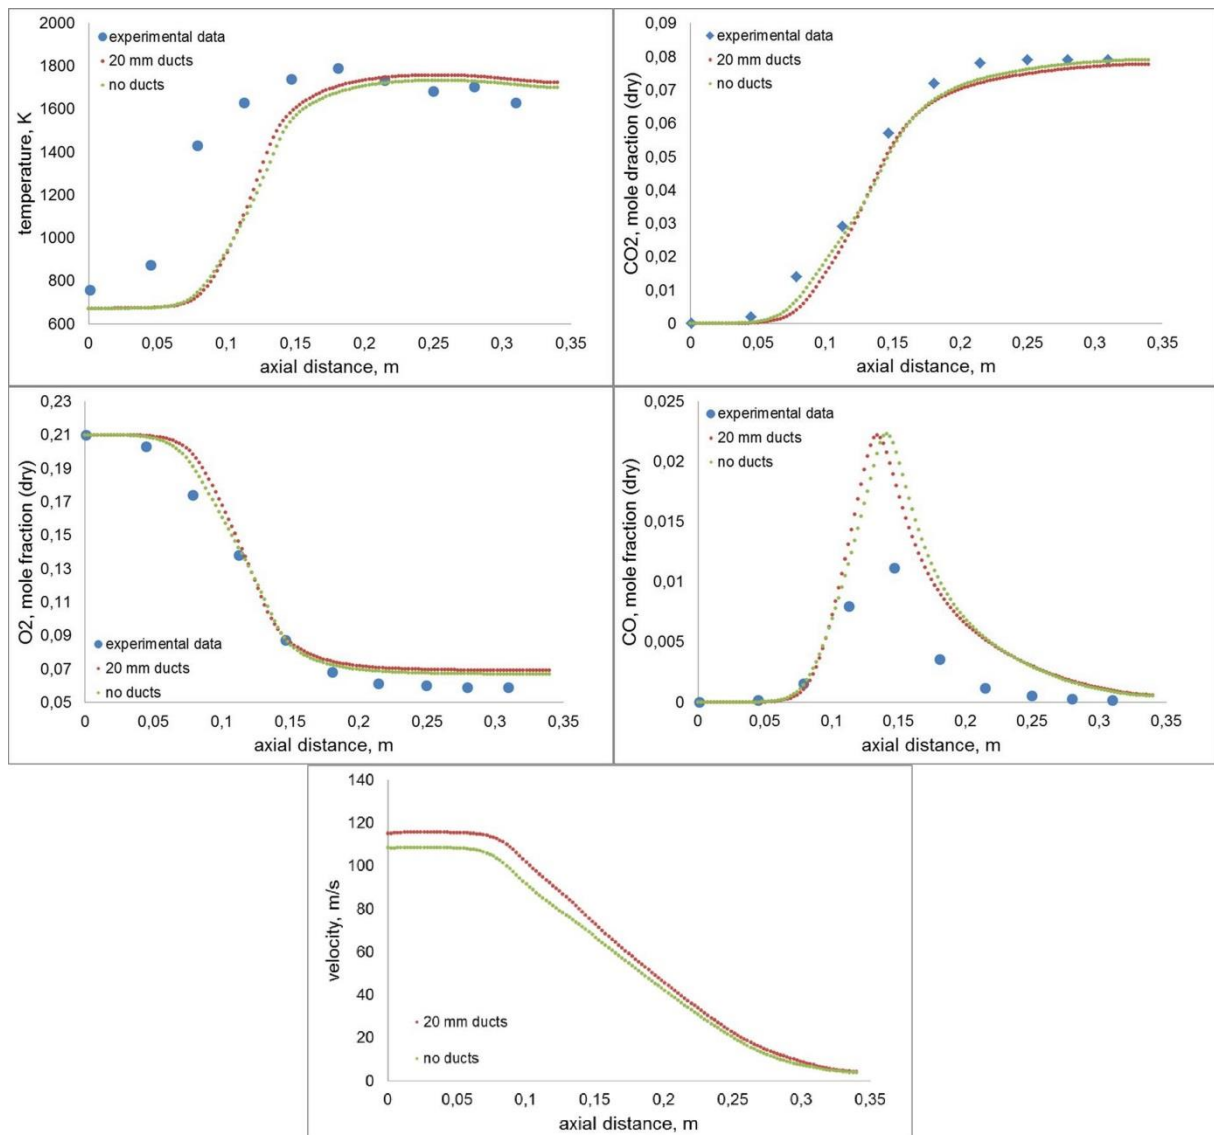 2000
experimental data
20 mm ducts
no ducts
1800
1600
1400
1200
1000
800
600
temperature, K
0 0,05 0,1 0,15 0,2 0,25 0,3 0,35
axial distance, m
0,09
experimental data
20 mm ducts
no ducts
0,08
0,07
0,06
0,05
0,04
0,03
0,02
0,01
0
CO2, mole draction (dry)
0 0,05 0,1 0,15 0,2 0,25 0,3 0,35
axial distance, m
0,23
0,21
0,19
0,17
0,15
0,13
0,11
0,09
0,07
0,05
O2, mole fraction (dry)
experimental data
20 mm ducts
no ducts
0 0,05 0,1 0,15 0,2 0,25 0,3 0,35
axial distance, m
0,025
experimental data
20 mm ducts
no ducts
0,02
0,015
0,01
0,005
0
CO, mole fraction (dry)
0 0,05 0,1 0,15 0,2 0,25 0,3 0,35
axial distance, m
140
120
100
80
60
40
20
0
velocity, m/s
20 mm ducts
no ducts
0 0,05 0,1 0,15 0,2 0,25 0,3 0,35
axial distance, m